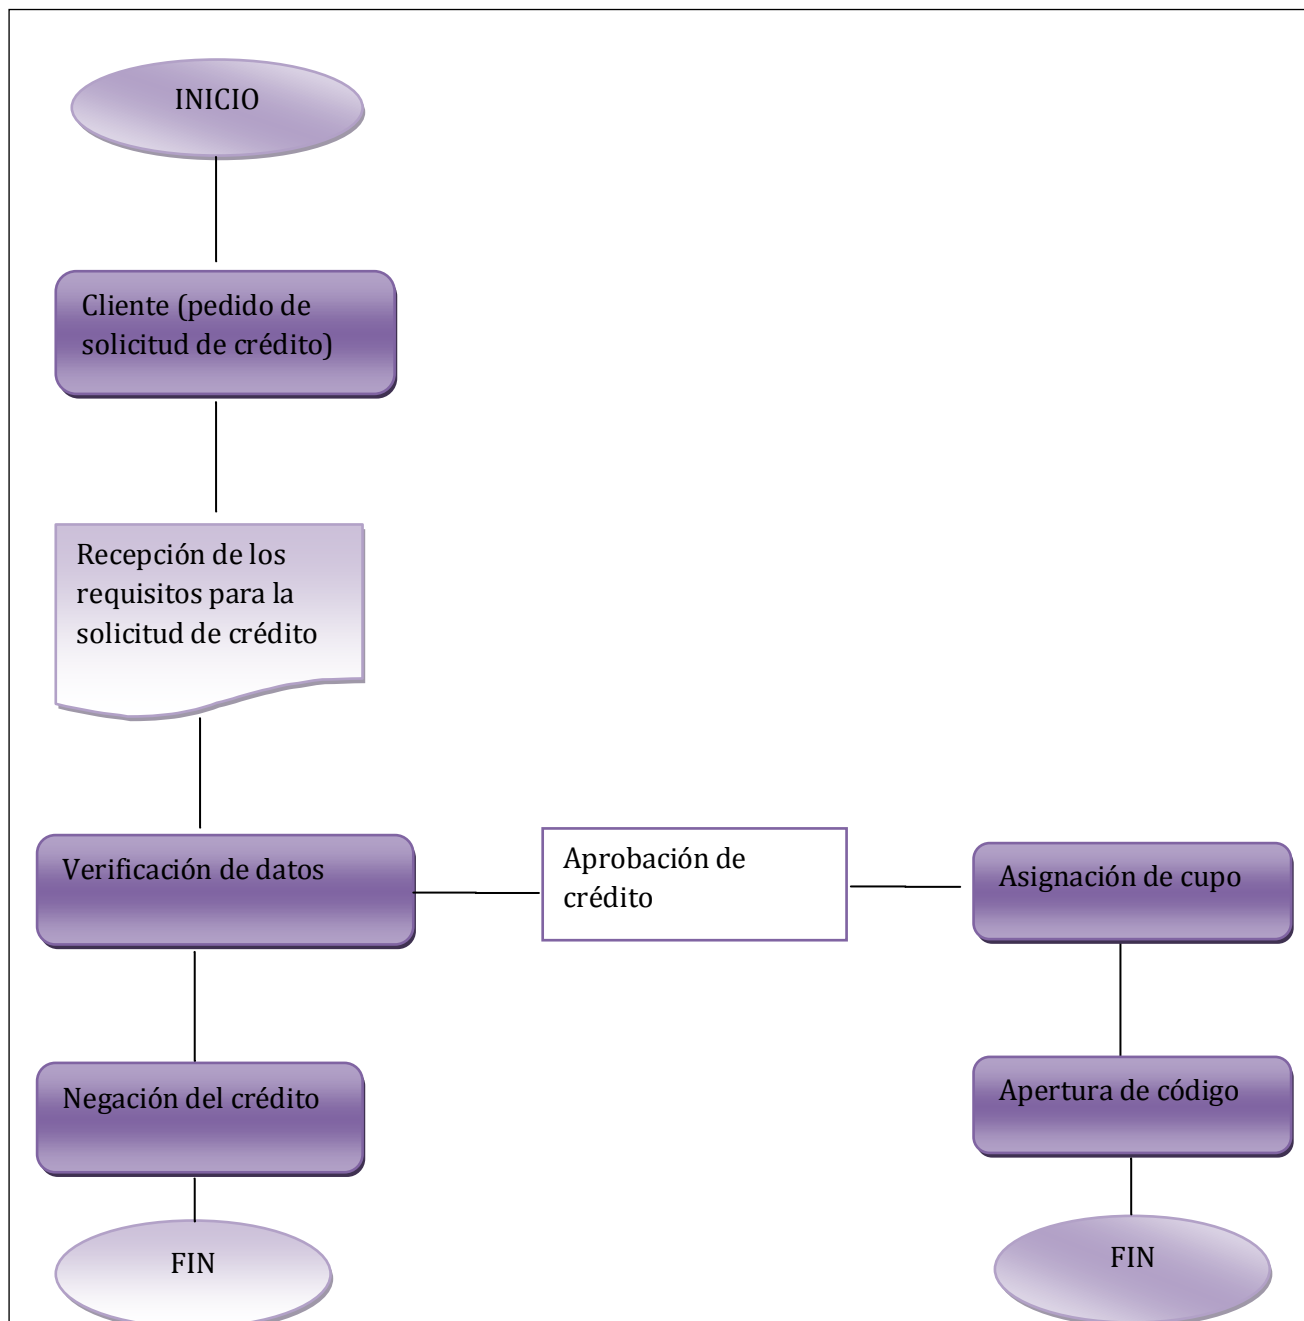 INICIO
Cliente (pedido de
solicitud de crédito)
Recepción de los
requisitos para la
solicitud de crédito
Verificación de datos
Aprobación de
crédito
Asignación de cupo
Negación del crédito
Apertura de código
FIN
FIN